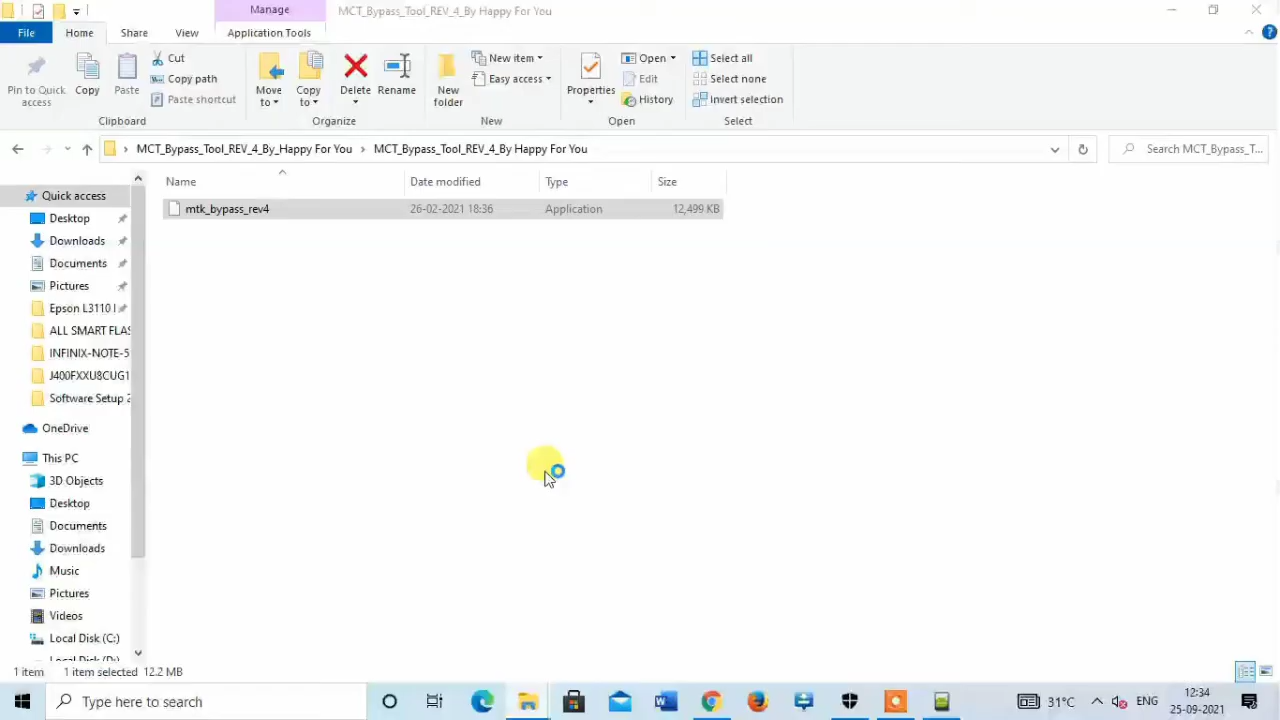 Manage
MCT_Bypass_Tool_REV_4_By Happy For You
File
Home
Share
View
Application Tools
Pin to Quick access
Copy
Paste
Cut
Copy path
Paste shortcut
Clipboard
Move to
Copy to
Delete
Rename
Organize
New folder
New item
Easy access
New
Properties
Open
Edit
History
Open
Select all
Select none
Invert selection
Select
MCT_Bypass_Tool_REV_4_By_Happy For You > MCT_Bypass_Tool_REV_4_By Happy For You
Search MCT_Bypass_T...
Name
Date modified
Type
Size
mtk_bypass_rev4
26-02-2021 18:36
Application
12,499 KB
Quick access
Desktop
Downloads
Documents
Pictures
Epson L3110
ALL SMART FLAS
INFINIX-NOTE-5
J400FXXU8CUG1
Software Setup 2
OneDrive
This PC
3D Objects
Desktop
Documents
Downloads
Music
Pictures
Videos
Local Disk (C:)
Local Disk (D:)
1 item
1 item selected
12.2 MB
Type here to search
31°C
ENG
12:34
25-09-2021